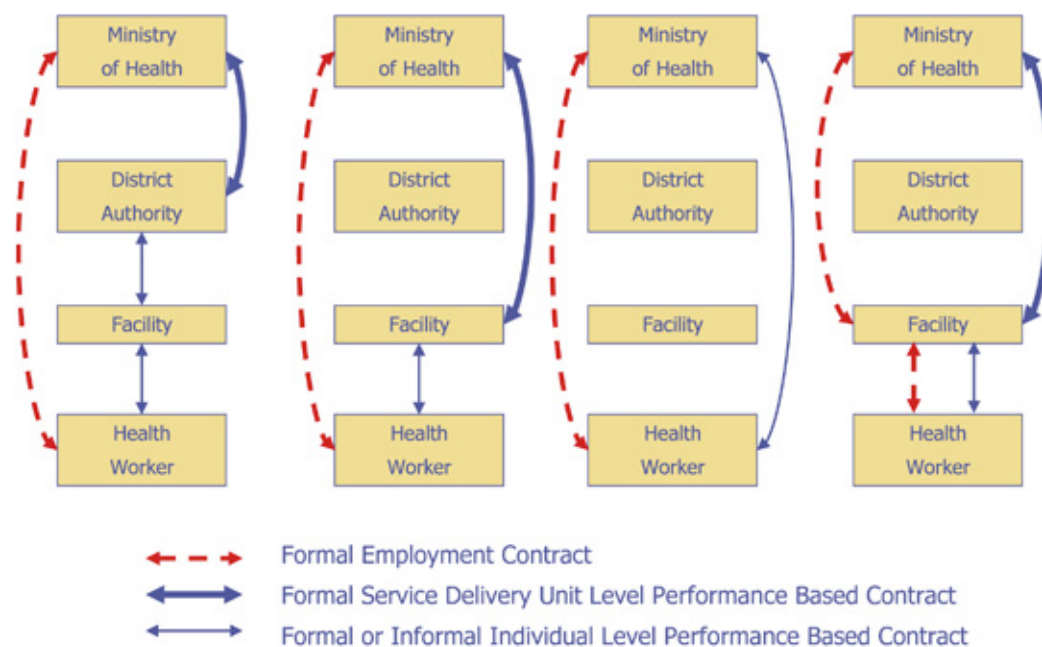 Ministry
of Health
District
Authority
Facility
Health
Worker
Ministry
of Health
District
Authority
Facility
Health
Worker
Ministry
of Health
District
Authority
Facility
Health
Worker
Ministry
of Health
District
Authority
Facility
Health
Worker
Formal Employment Contract
Formal Service Delivery Unit Level Performance Based Contract
Formal or Informal Individual Level Performance Based Contract